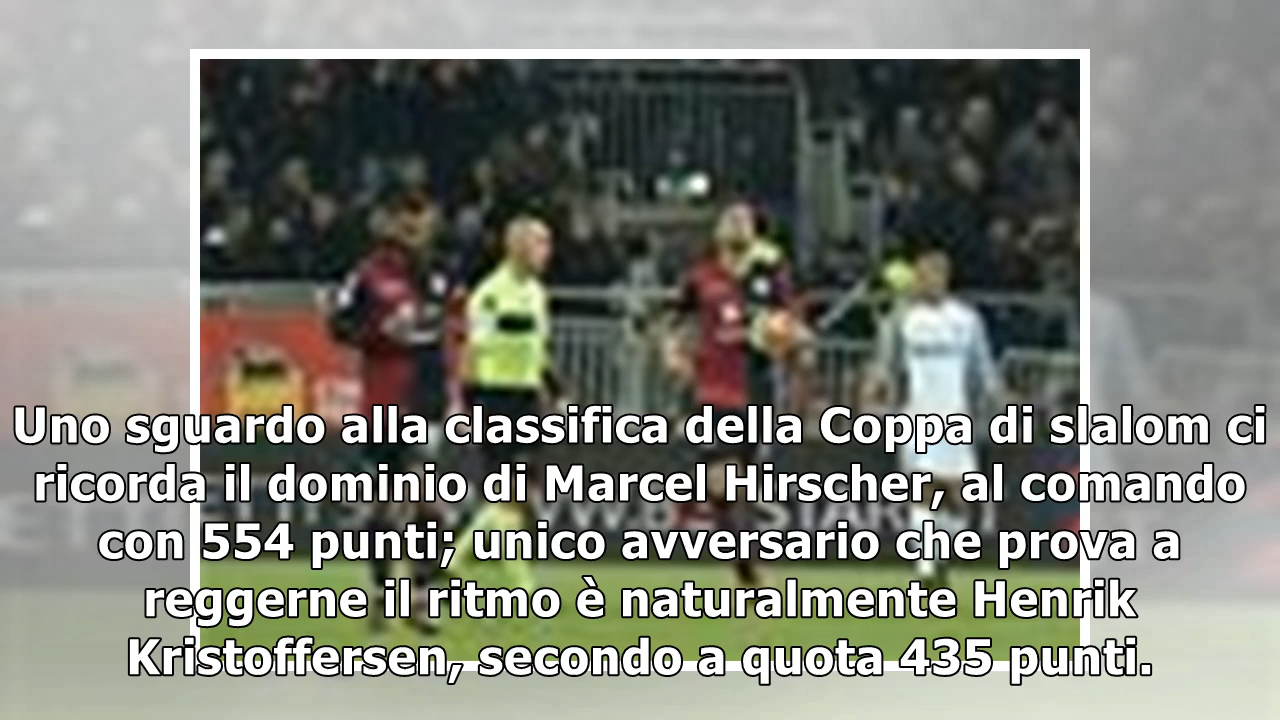 Uno sguardo alla classifica della Coppa di slalom ci
ricorda il dominio di Marcel Hirscher, al comando
con 554 punti; unico avversario che prova a
reggerne il ritmo è naturalmente Henrik
Kristoffersen, secondo a quota 435 punti.